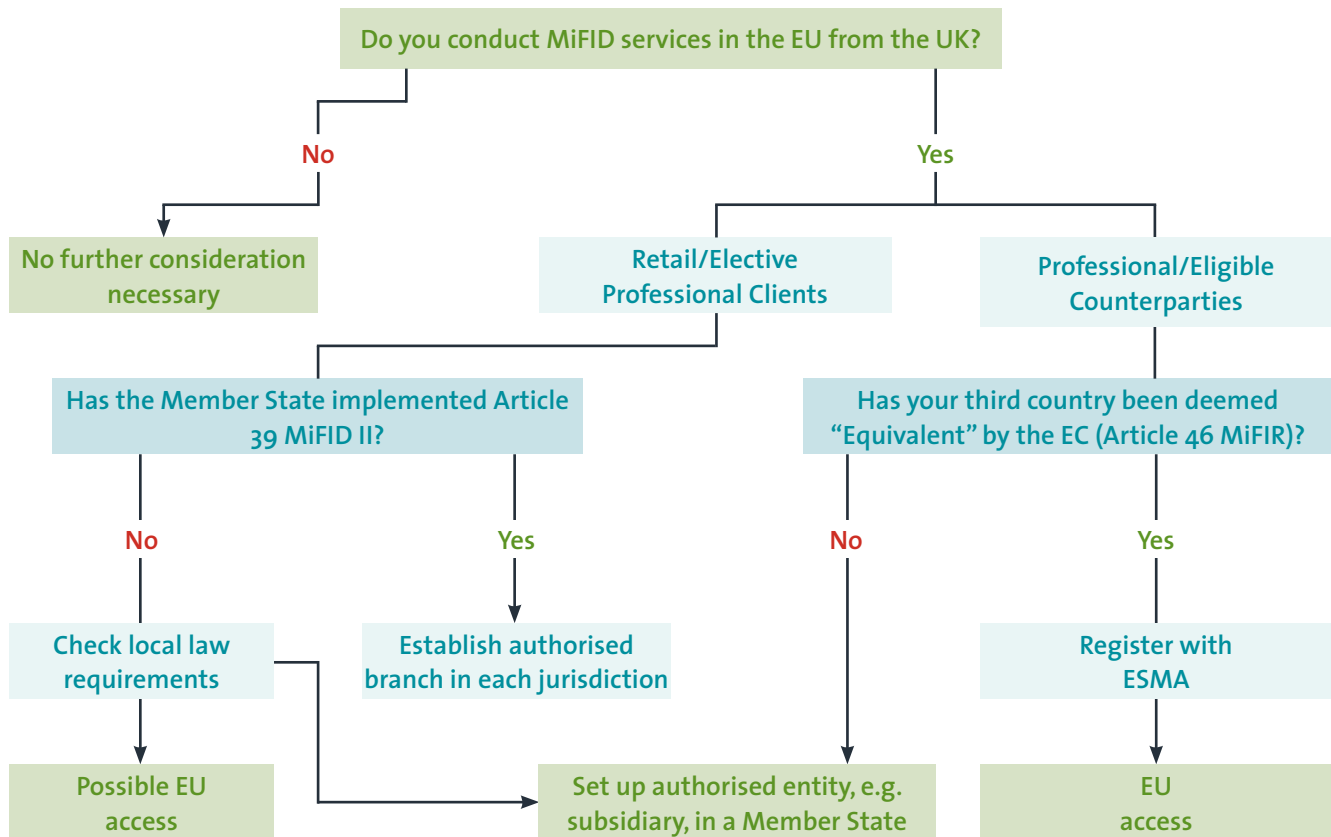 Do you conduct MiFID services in the EU from the UK?
No
Yes
No further consideration
necessary
Retail/Elective
Professional Clients
Professional/Eligible
Counterparties
Has the Member State implemented Article
39 MiFID II?
Has your third country been deemed
“Equivalent” by the EC (Article 46 MiFIR)?
No
Yes
No
Yes
Check local law
requirements
Establish authorised
branch in each jurisdiction
Register with
ESMA
Possible EU
access
Set up authorised entity, e.g.
subsidiary, in a Member State
EU
access